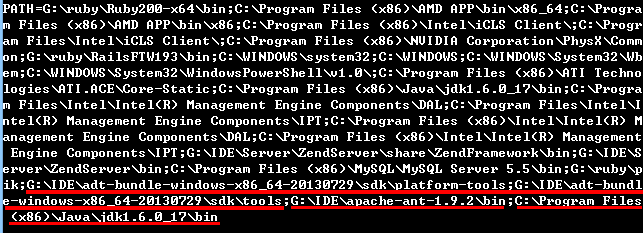 PATH=G:\ruby\Ruby200-x64\bin;C:\Program Files (x86)\AMD APP\bin\x86_64;C:\Progra
m Files (x86)\AMD APP\bin\x86;C:\Program Files\Intel\iCLS Client\;C:\Progr
am Files\Intel\iCLS Client\;C:\Program Files (x86)\NVIDIA Corporation\PhysX\Comm
on;G:\ruby\RailsFTW193\bin;C:\WINDOWS\system32;C:\WINDOWS;C:\WINDOWS\System32\Wb
em;C:\WINDOWS\System32\WindowsPowerShell\v1.0\;C:\Program Files (x86)\ATI Techno
logies\ATI.ACE\Core-Static;C:\Program Files (x86)\Java\jdk1.6.0_17\bin;C:\Progra
m Files\Intel\Intel(R) Management Engine Components\DAL;C:\Program Files\Intel\I
ntel(R) Management Engine Components\IPT;C:\Program Files (x86)\Intel\Intel(R) M
anagement Engine Components\DAL;C:\Program Files (x86)\Intel\Intel(R) Management
 Engine Components\IPT;G:\IDE\Server\ZendServer\share\ZendFramework\bin;G:\IDE\S
erver\ZendServer\bin;C:\Program Files (x86)\MySQL\MySQL Server 5.5\bin;G:\ruby\p
ik;G:\IDE\adt-bundle-windows-x86_64-20130729\sdk\platform-tools;G:\IDE\adt-bundl
e-windows-x86_64-20130729\sdk\tools;G:\IDE\apache-ant-1.9.2\bin;C:\Program Files
 (x86)\Java\jdk1.6.0_17\bin